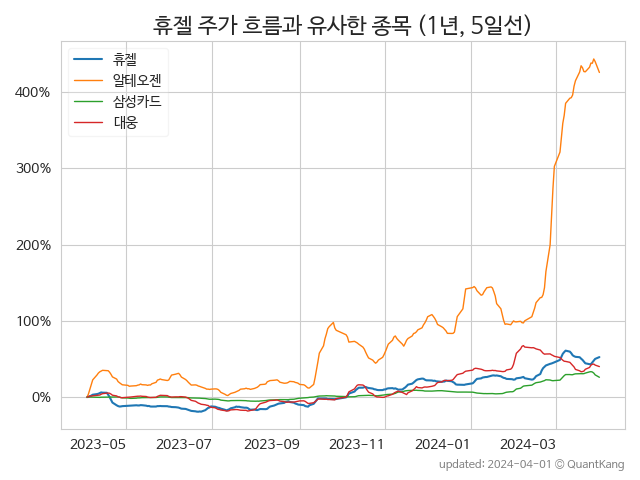 휴젤 주가 흐름과 유사한 종목 (1년, 5일선)
휴젤
알테오젠
삼성카드
대웅
400%
300%
200%
100%
0%
2023-05 2023-07 2023-09 2023-11 2024-01 2024-03
updated: 2024-04-01 © QuantKang